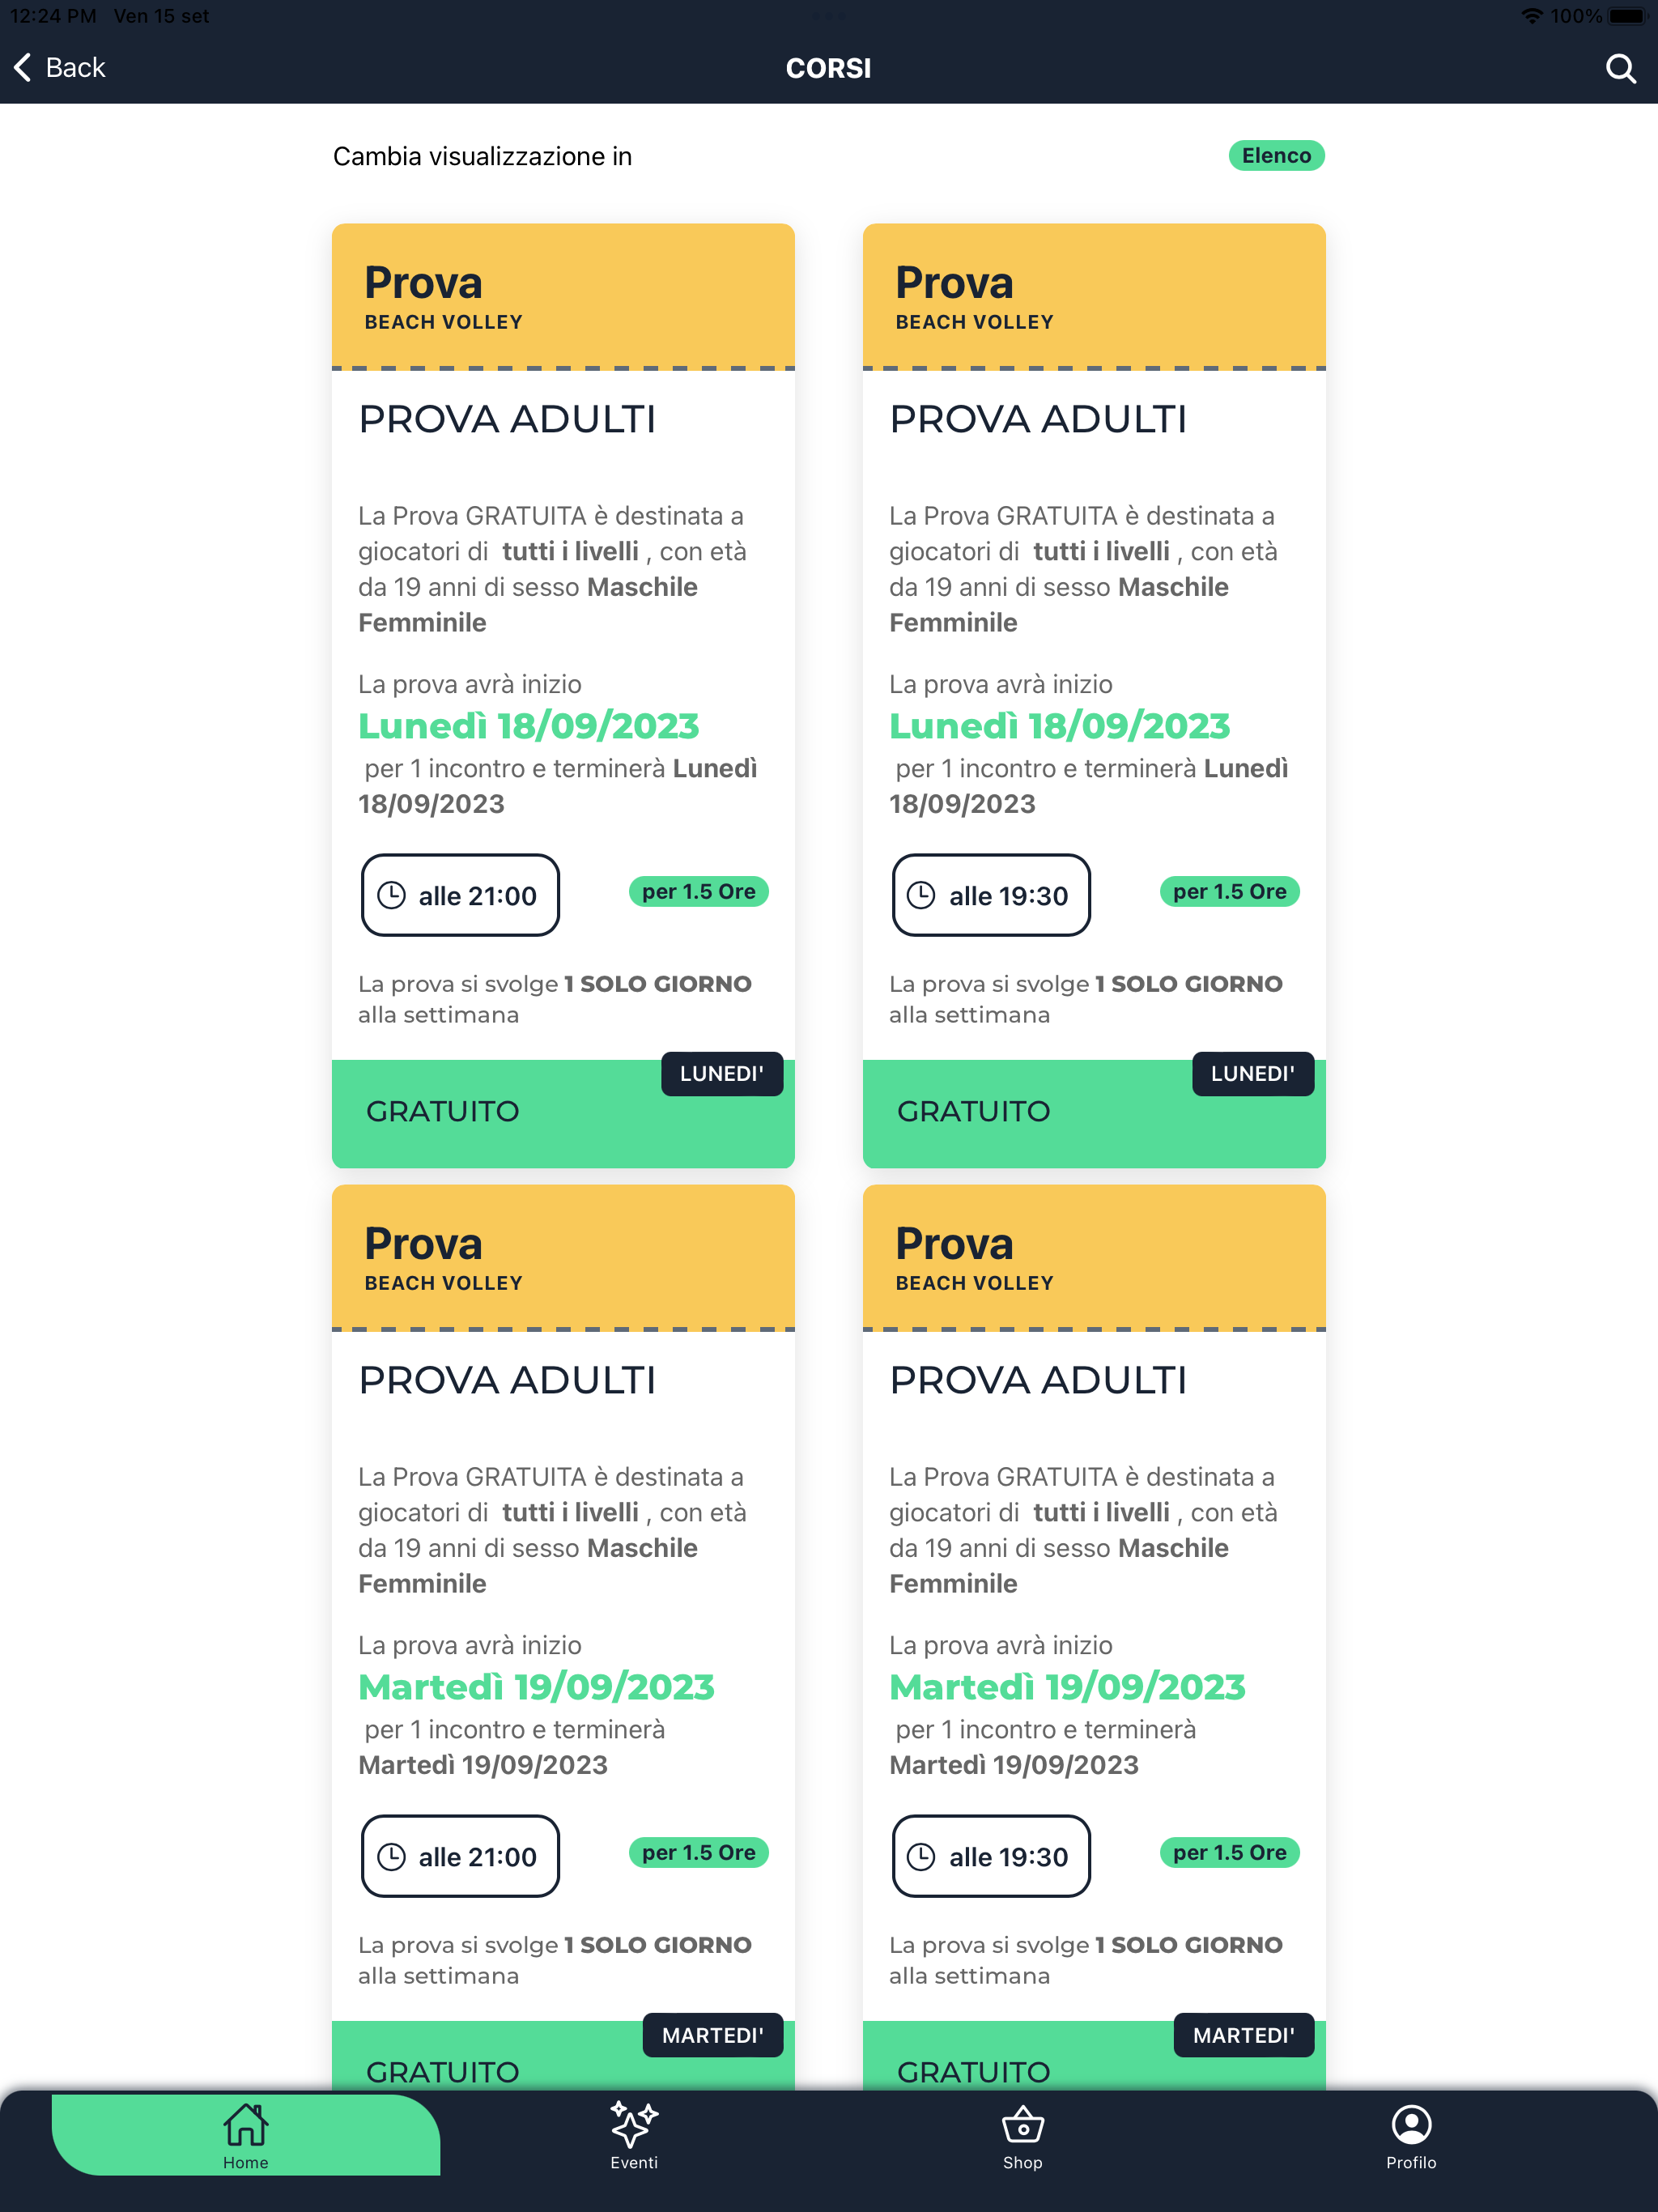 12:24 PM Ven 15 set 100%
Back CORSI
Cambia visualizzazione in Elenco
Prova
BEACH VOLLEY
PROVA ADULTI
La Prova GRATUITA è destinata a
giocatori di tutti i livelli , con età
da 19 anni di sesso Maschile
Femminile
La prova avrà inizio
Lunedì 18/09/2023
per 1 incontro e terminerà Lunedì
18/09/2023
alle 21:00 per 1.5 Ore
La prova si svolge 1 SOLO GIORNO
alla settimana
LUNEDI'
GRATUITO
Prova
BEACH VOLLEY
PROVA ADULTI
La Prova GRATUITA è destinata a
giocatori di tutti i livelli , con età
da 19 anni di sesso Maschile
Femminile
La prova avrà inizio
Lunedì 18/09/2023
per 1 incontro e terminerà Lunedì
18/09/2023
alle 19:30 per 1.5 Ore
La prova si svolge 1 SOLO GIORNO
alla settimana
LUNEDI'
GRATUITO
Prova
BEACH VOLLEY
PROVA ADULTI
La Prova GRATUITA è destinata a
giocatori di tutti i livelli , con età
da 19 anni di sesso Maschile
Femminile
La prova avrà inizio
Martedì 19/09/2023
per 1 incontro e terminerà
Martedì 19/09/2023
alle 21:00 per 1.5 Ore
La prova si svolge 1 SOLO GIORNO
alla settimana
MARTEDI'
GRATUITO
Prova
BEACH VOLLEY
PROVA ADULTI
La Prova GRATUITA è destinata a
giocatori di tutti i livelli , con età
da 19 anni di sesso Maschile
Femminile
La prova avrà inizio
Martedì 19/09/2023
per 1 incontro e terminerà
Martedì 19/09/2023
alle 19:30 per 1.5 Ore
La prova si svolge 1 SOLO GIORNO
alla settimana
MARTEDI'
GRATUITO
Home Eventi Shop Profilo